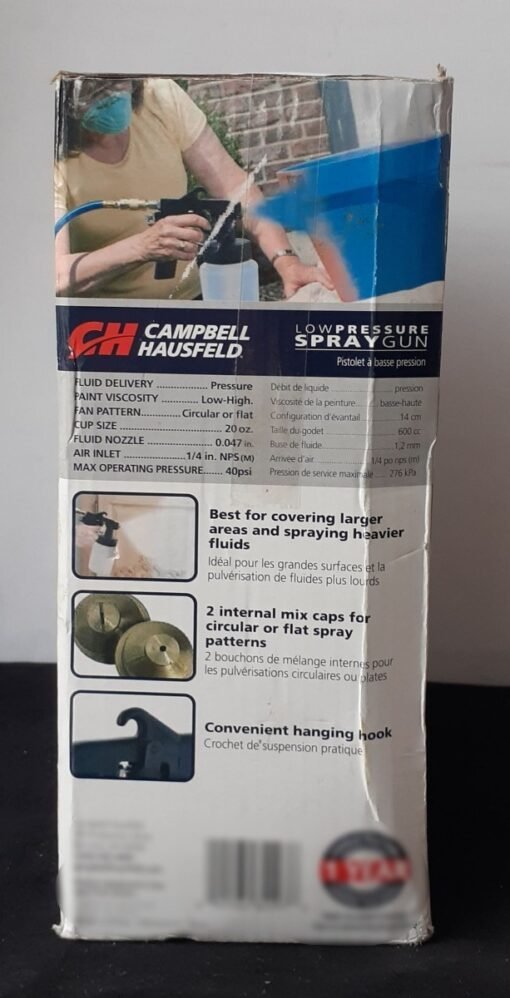 CH CAMPBELL
HAUSFELD
LOWPRESSURE
SPRAYGUN
Pistolet à basse pression
FLUID DELIVERY .................. Pressure
PAINT VISCOSITY ............. Low-High.
FAN PATTERN............. Circular or flat
CUP SIZE ..................................... 20 oz.
FLUID NOZZLE ........................ 0.047 in.
AIR INLET .....................1/4 in. NPS(M)
MAX OPERATING PRESSURE....... 40psi
Débit de liquide ...................... pression
Viscosité de la peinture........ basse-haute
Configuration d'évantail ............. 14 cm
Taille du godet ......................... 600 cc
Buse de fluide........................... 1,2 mm
Arrivée d'air .................... 1/4 po nps (m)
Pression de service maximale..... 276 kPa
Best for covering larger
areas and spraying heavier
fluids
Idéal pour les grandes surfaces et la
pulvérisation de fluides plus lourds
2 internal mix caps for
circular or flat spray
patterns
2 bouchons de mélange internes pour
les pulvérisations circulaires ou plates
Convenient hanging hook
Crochet de suspension pratique
1 YEAR